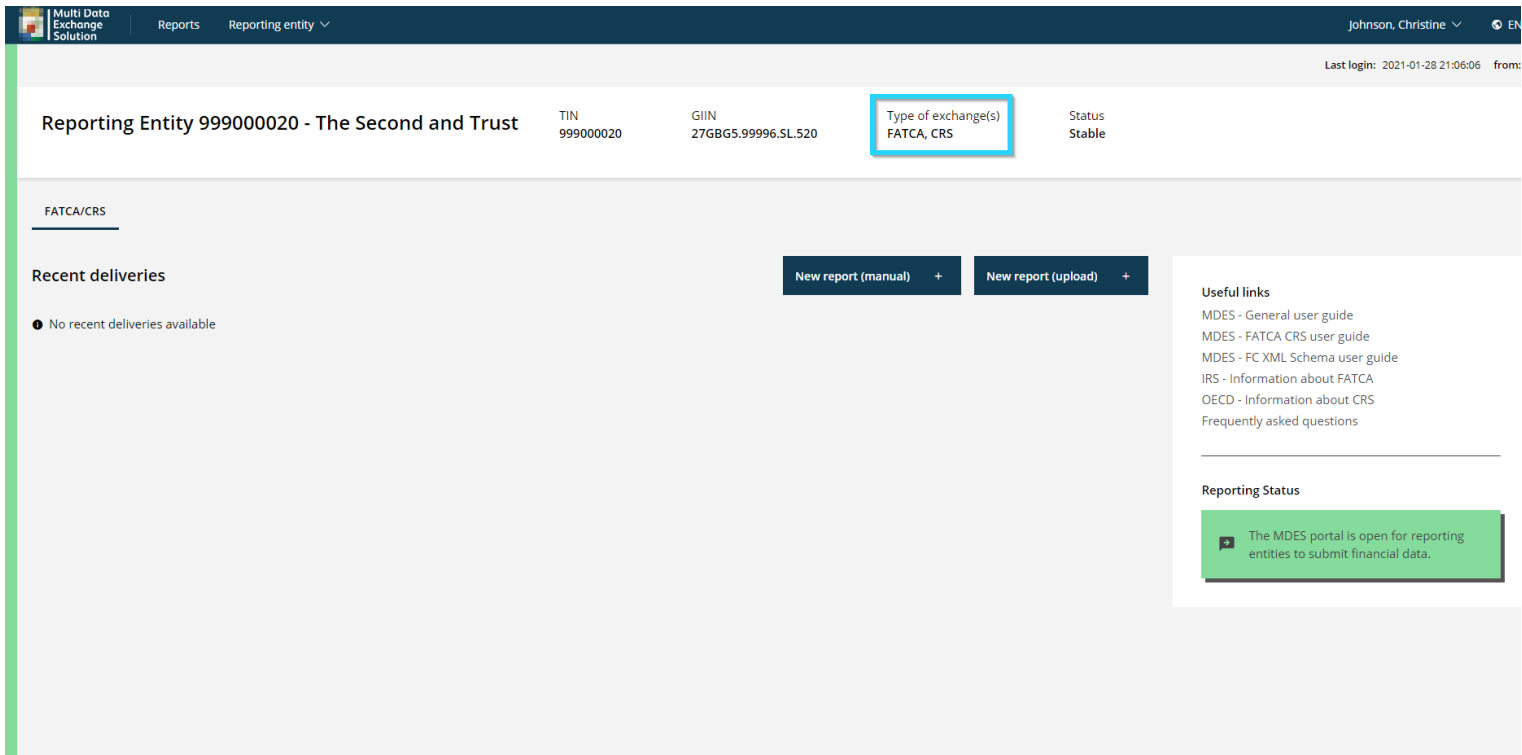 Multi Data
Exchange
Solution
Reports
Reporting entity
Johnson, Christine
EN
Last login: 2021-01-28 21:06:06 from:
Reporting Entity 999000020 - The Second and Trust
TIN
999000020
GIIN
27GBG5.99996.SL.520
Type of exchange(s)
FATCA, CRS
Status
Stable
FATCA/CRS
Recent deliveries
New report (manual) +
New report (upload) +
No recent deliveries available
Useful links
MDES - General user guide
MDES - FATCA CRS user guide
MDES - FC XML Schema user guide
IRS - Information about FATCA
OECD - Information about CRS
Frequently asked questions
Reporting Status
The MDES portal is open for reporting
entities to submit financial data.